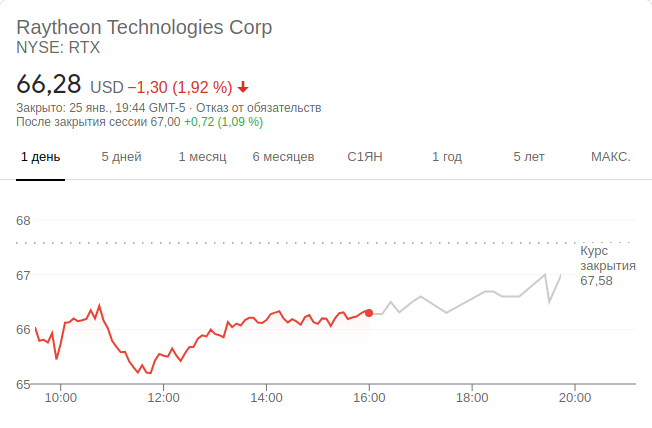 Raytheon Technologies Corp
NYSE: RTX
66,28 USD −1,30 (1,92 %)
Закрыто: 25 янв., 19:44 GMT-5 · Отказ от обязательств
После закрытия сессии 67,00 +0,72 (1,09 %)
1 день 5 дней 1 месяц 6 месяцев С1ЯН 1 год 5 лет МАКС.
68
Курс
закрытия
67,58
67
66
65
10:00 12:00 14:00 16:00 18:00 20:00